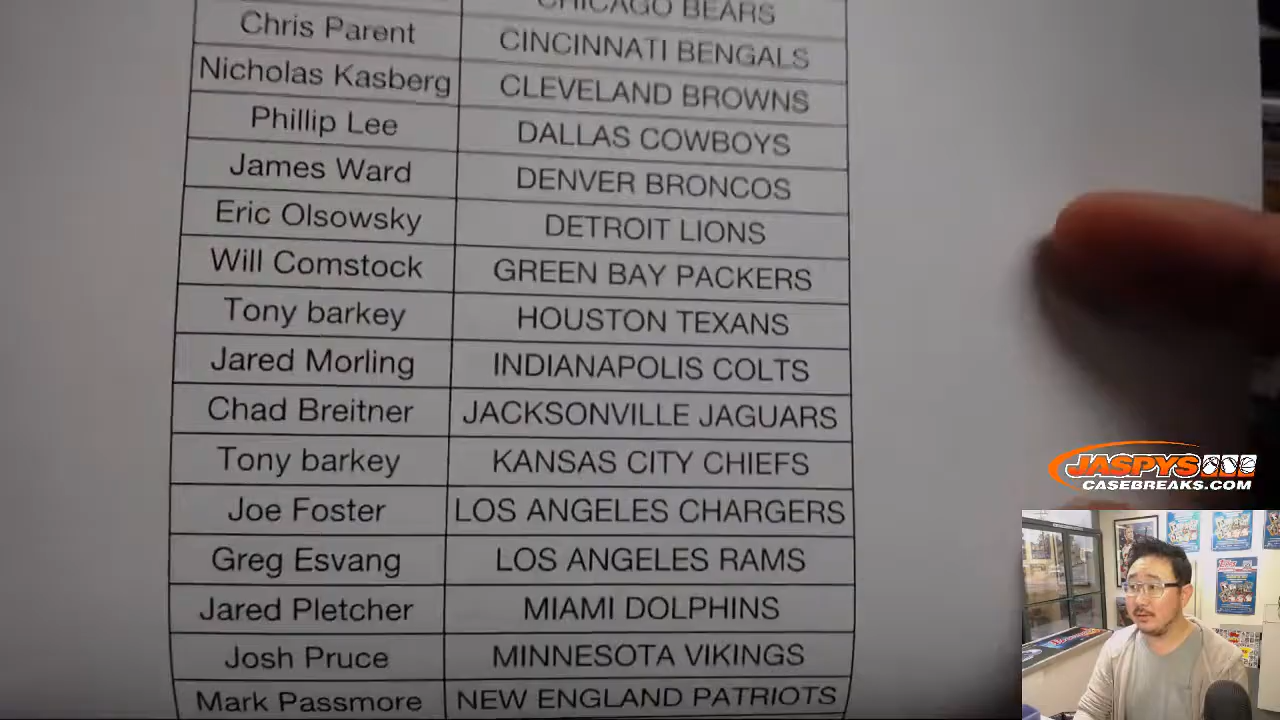 CHICAGO BEARS
Chris Parent CINCINNATI BENGALS
Nicholas Kasberg CLEVELAND BROWNS
Phillip Lee DALLAS COWBOYS
James Ward DENVER BRONCOS
Eric Olsowsky DETROIT LIONS
Will Comstock GREEN BAY PACKERS
Tony barkey HOUSTON TEXANS
Jared Morling INDIANAPOLIS COLTS
Chad Breitner JACKSONVILLE JAGUARS
Tony barkey KANSAS CITY CHIEFS
Joe Foster LOS ANGELES CHARGERS
Greg Esvang LOS ANGELES RAMS
Jared Pletcher MIAMI DOLPHINS
Josh Pruce MINNESOTA VIKINGS
Mark Passmore NEW ENGLAND PATRIOTS
JASPYS
CASEBREAKS.COM